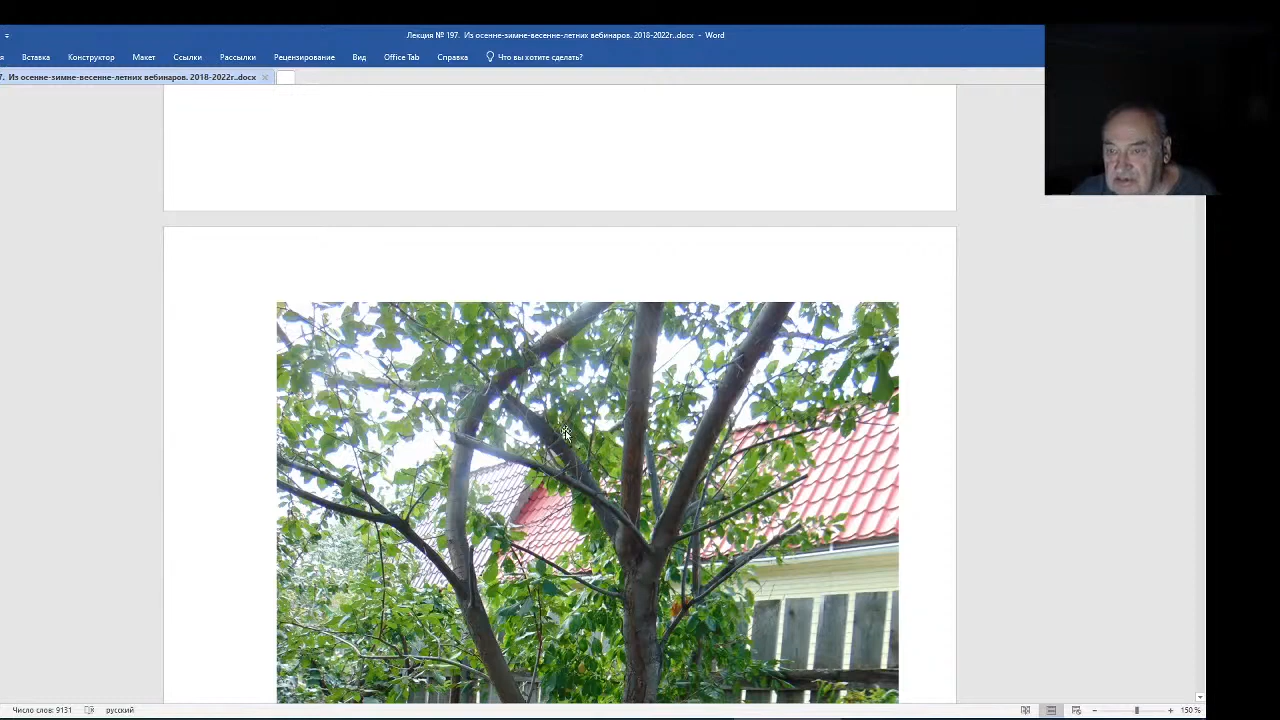 Лекция № 197. Из осенне-зимне-весенне-летних вебинаров. 2018-2022г..docx - Word
Вставка Конструктор Макет Ссылки Рассылки Рецензирование Вид Office Tab Справка Что вы хотите сделать?
7. Из осенне-зимне-весенне-летних вебинаров. 2018-2022г..docx
Число слов: 9131 русский 150 %